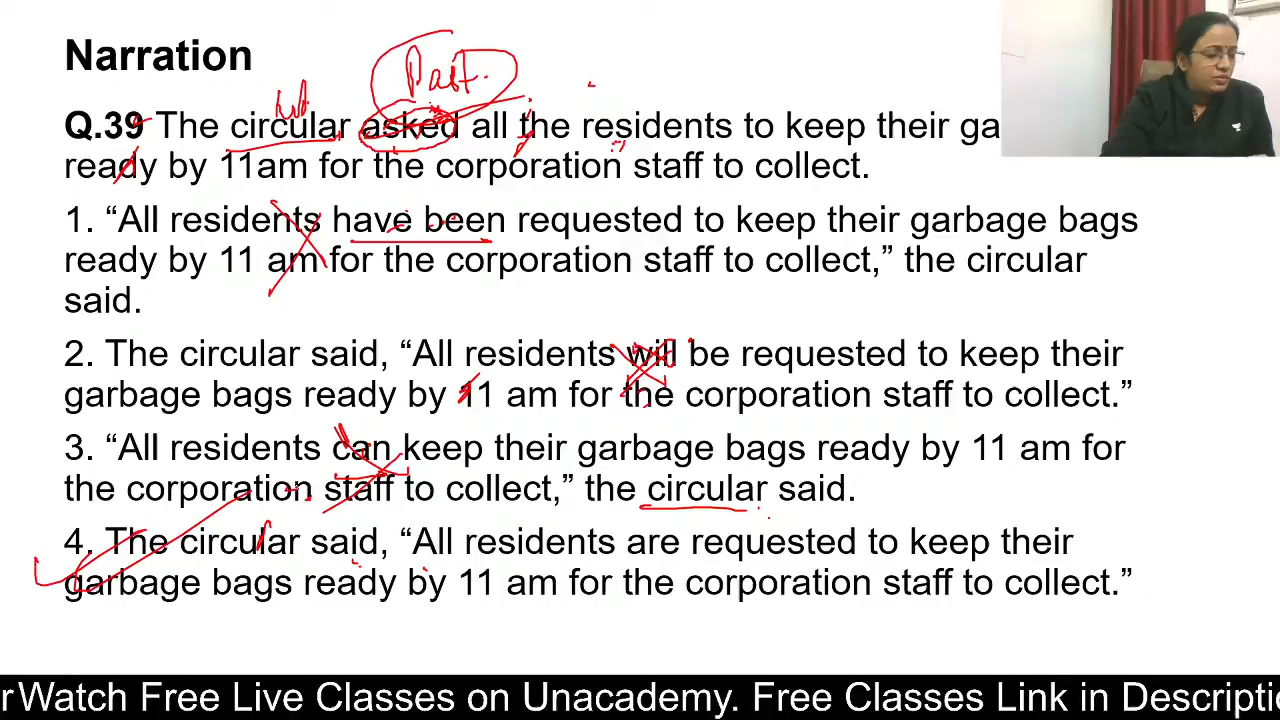 Narration
Past.
Q.39 The circular asked all the residents to keep their ga
ready by 11am for the corporation staff to collect.
1. “All residents have been requested to keep their garbage bags
ready by 11 am for the corporation staff to collect,” the circular
said.
2. The circular said, “All residents will be requested to keep their
garbage bags ready by 11 am for the corporation staff to collect.”
3. “All residents can keep their garbage bags ready by 11 am for
the corporation staff to collect,” the circular said.
4. The circular said, “All residents are requested to keep their
garbage bags ready by 11 am for the corporation staff to collect.”
r Watch Free Live Classes on Unacademy. Free Classes Link in Descripti